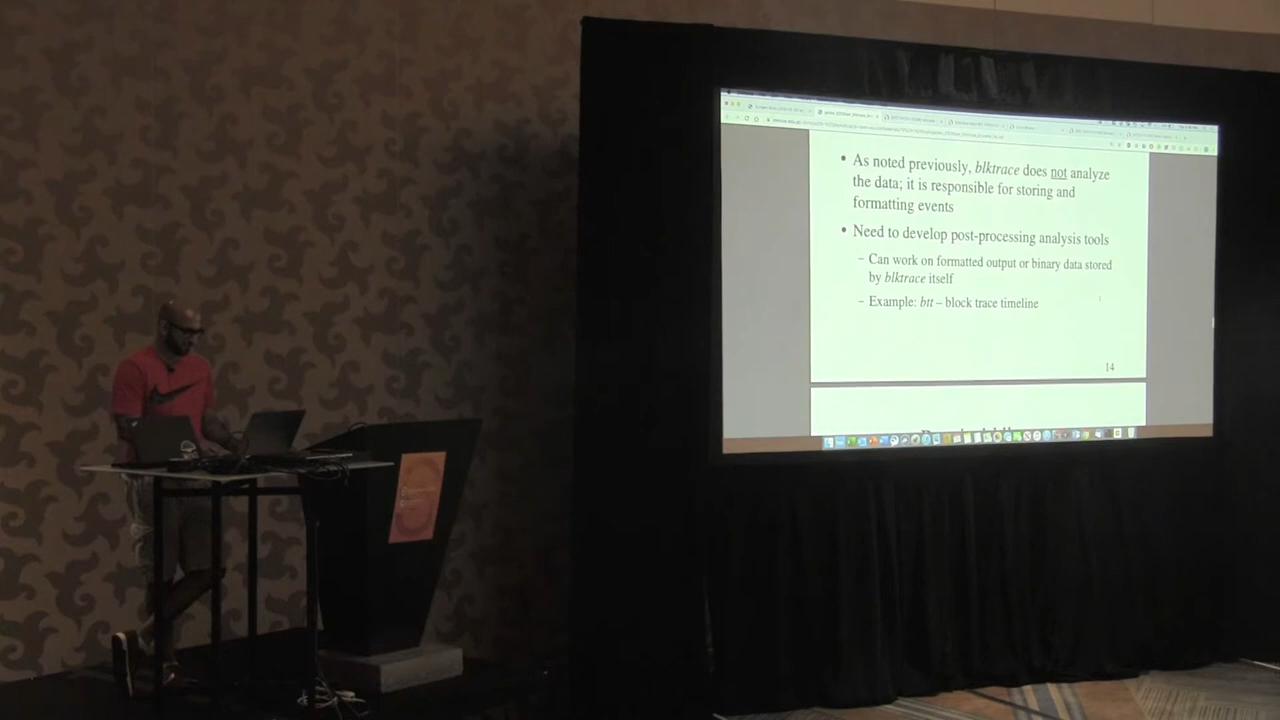 • As noted previously, blktrace does not analyze
the data; it is responsible for storing and
formatting events
• Need to develop post-processing analysis tools
– Can work on formatted output or binary data stored
by blktrace itself
– Example: btt – block trace timeline
14